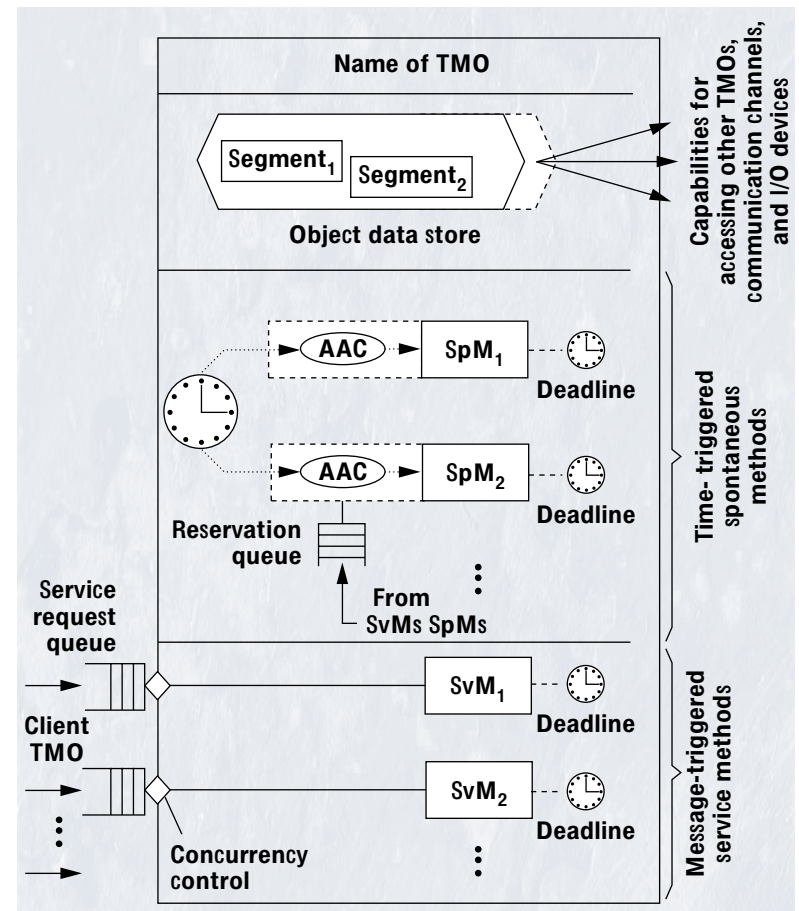 Name of TMO
Segment1
Segment2
Object data store
Capabilities for
accessing other TMOs,
communication channels,
and I/O devices
AAC
SpM1
Deadline
AAC
SpM2
Deadline
Reservation
queue
From
SvMs SpMs
Time- triggered
spontaneous
methods
Service
request
queue
SvM1
Deadline
Client
TMO
SvM2
Deadline
Concurrency
control
Message-triggered
service methods